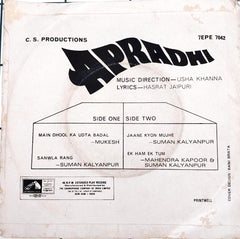 C. S. PRODUCTIONS
7EPE 7042
APRADHI
MUSIC DIRECTION – USHA KHANNA
LYRICS – HASRAT JAIPURI
SIDE ONE
SIDE TWO
MAIN DHOOL KA USTA BADAL
– MUKESH
SANWLA RANG
– SUMAN KALYANPUR
JAANE KYON MUJHE
– SUMAN KALYANPUR
EK HAM EK TUM
– MAHENDRA KAPOOR &
SUMAN KALYANPUR
PRINTWELL